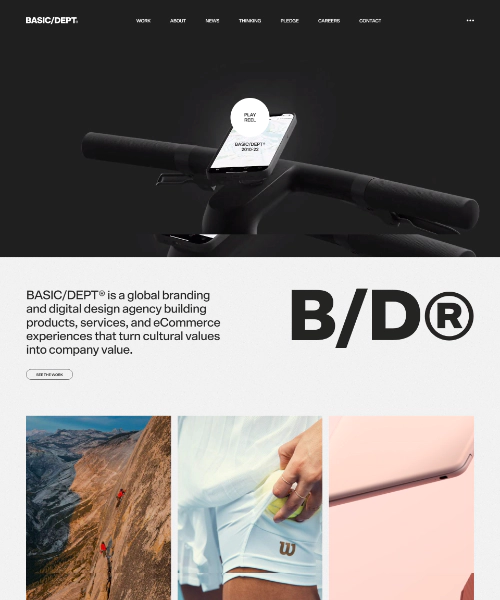 BASIC/DEPT®
WORK
ABOUT
NEWS
THINKING
PLEDGE
CAREERS
CONTACT
PLAY
REEL
BASIC/DEPT®
2010-22
BASIC/DEPT® is a global branding
and digital design agency building
products, services, and eCommerce
experiences that turn cultural values
into company value.
B/D®
SEE THE WORK
W